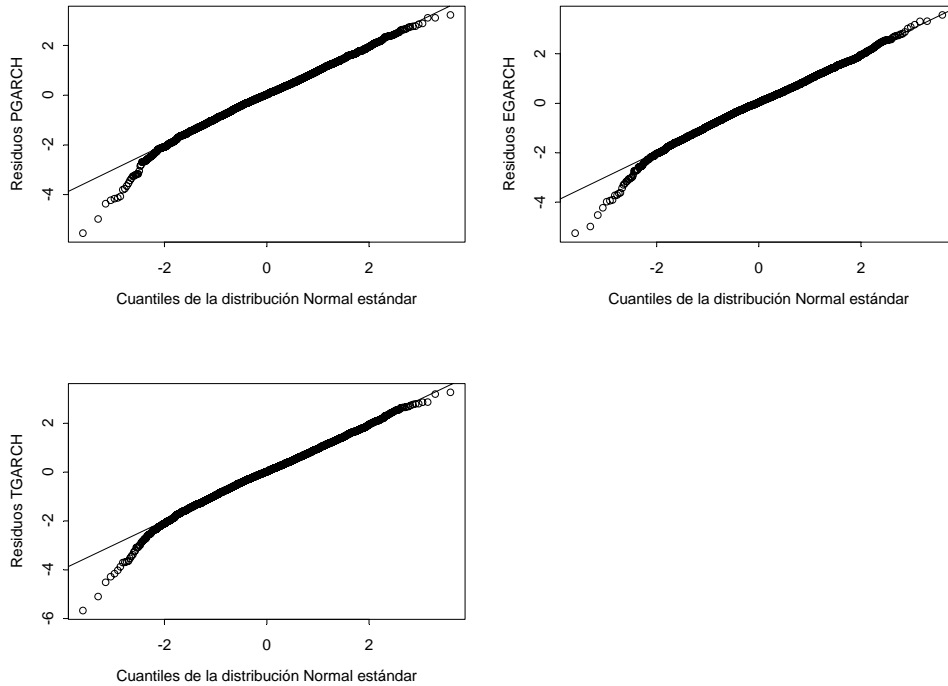 Residuos PGARCH
2
0
-2
-4
-2 0 2
Cuantiles de la distribución Normal estándar
Residuos EGARCH
2
0
-2
-4
-2 0 2
Cuantiles de la distribución Normal estándar
Residuos TGARCH
2
0
-2
-4
-6
-2 0 2
Cuantiles de la distribución Normal estándar